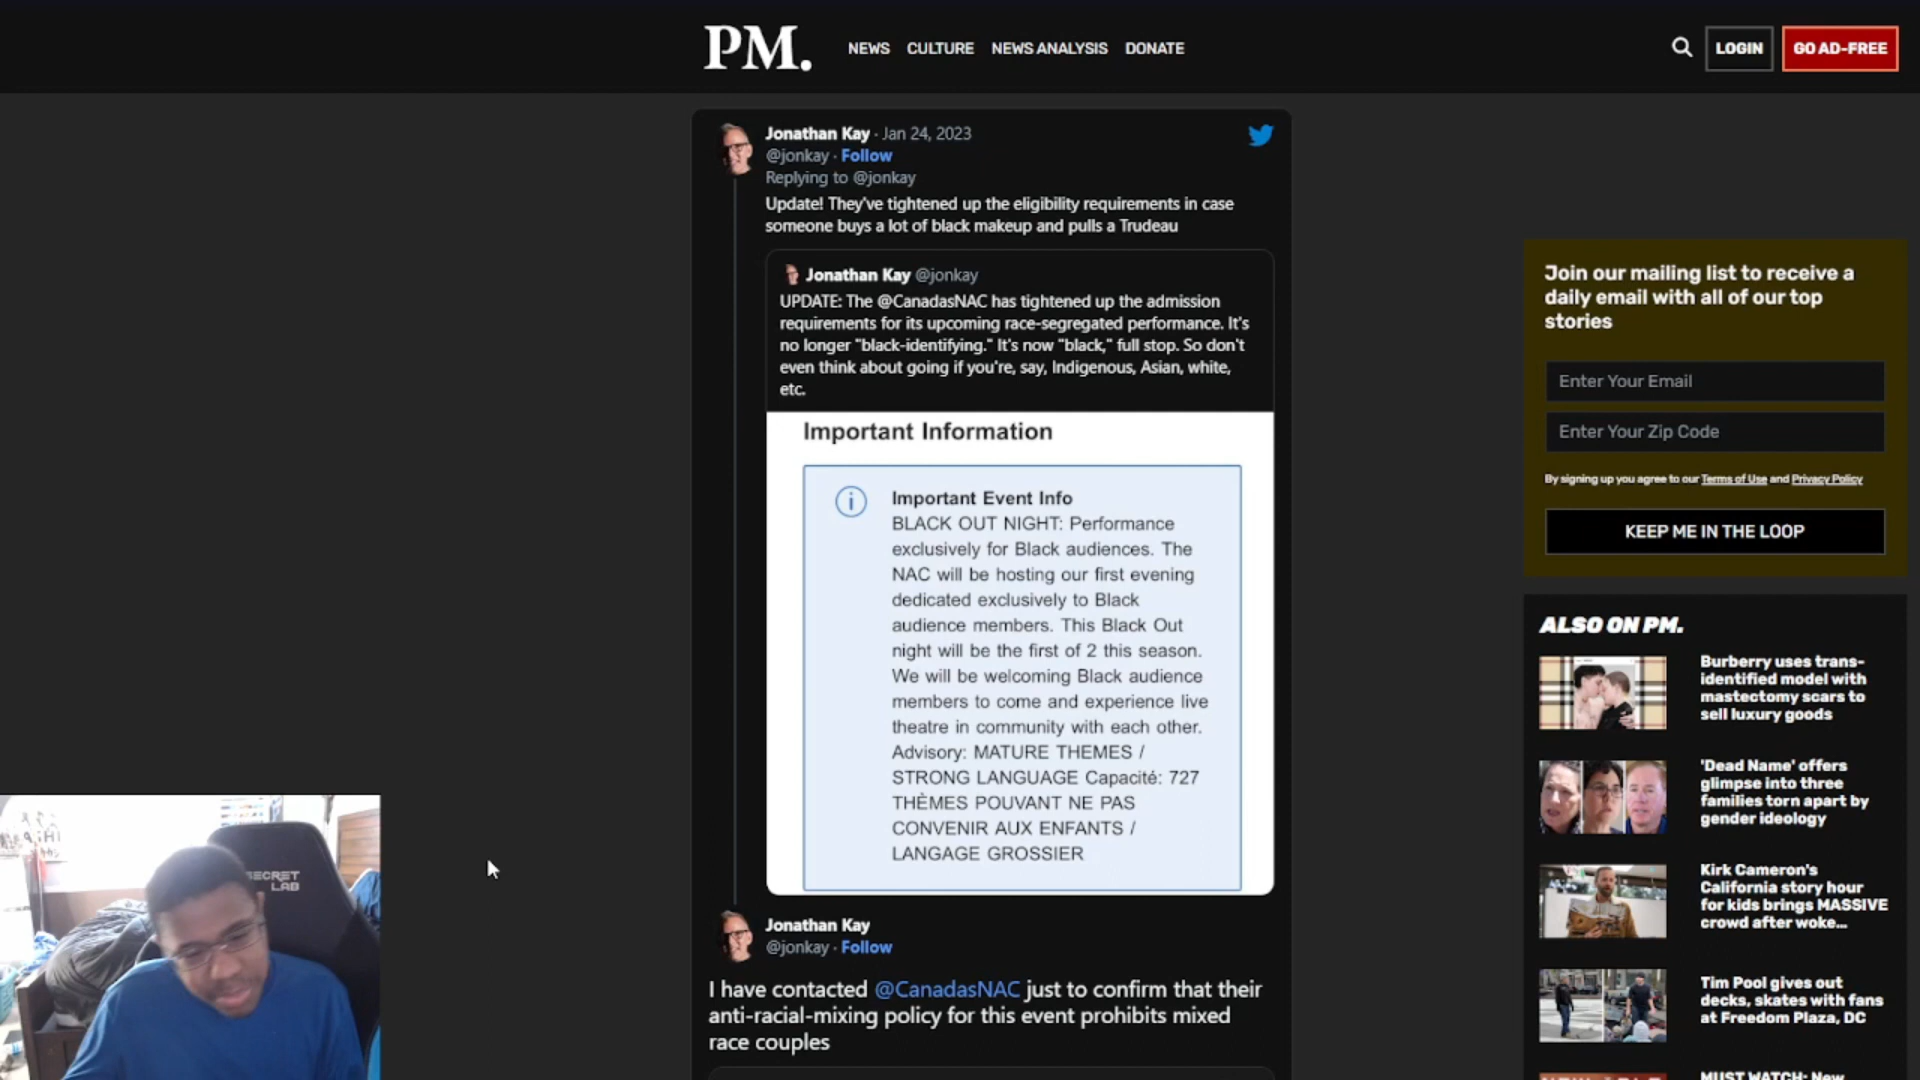 PM.
NEWS CULTURE NEWS ANALYSIS DONATE
LOGIN
GO AD-FREE
Jonathan Kay · Jan 24, 2023
@jonkay · Follow
Replying to @jonkay
Update! They've tightened up the eligibility requirements in case
someone buys a lot of black makeup and pulls a Trudeau
Jonathan Kay @jonkay
UPDATE: The @CanadasNAC has tightened up the admission
requirements for its upcoming race-segregated performance. It's
no longer "black-identifying." It's now "black," full stop. So don't
even think about going if you're, say, Indigenous, Asian, white,
etc.
Important Information
Important Event Info
BLACK OUT NIGHT: Performance
exclusively for Black audiences. The
NAC will be hosting our first evening
dedicated exclusively to Black
audience members. This Black Out
night will be the first of 2 this season.
We will be welcoming Black audience
members to come and experience live
theatre in community with each other.
Advisory: MATURE THEMES /
STRONG LANGUAGE Capacité: 727
THÈMES POUVANT NE PAS
CONVENIR AUX ENFANTS /
LANGAGE GROSSIER
Jonathan Kay
@jonkay · Follow
I have contacted @CanadasNAC just to confirm that their
anti-racial-mixing policy for this event prohibits mixed
race couples
Join our mailing list to receive a
daily email with all of our top
stories
Enter Your Email
Enter Your Zip Code
By signing up you agree to our Terms of Use and Privacy Policy
KEEP ME IN THE LOOP
ALSO ON PM.
Burberry uses trans-
identified model with
mastectomy scars to
sell luxury goods
'Dead Name' offers
glimpse into three
families torn apart by
gender ideology
Kirk Cameron's
California story hour
for kids brings MASSIVE
crowd after woke...
Tim Pool gives out
decks, skates with fans
at Freedom Plaza, DC
MUST WATCH: New
SECRET
LAB